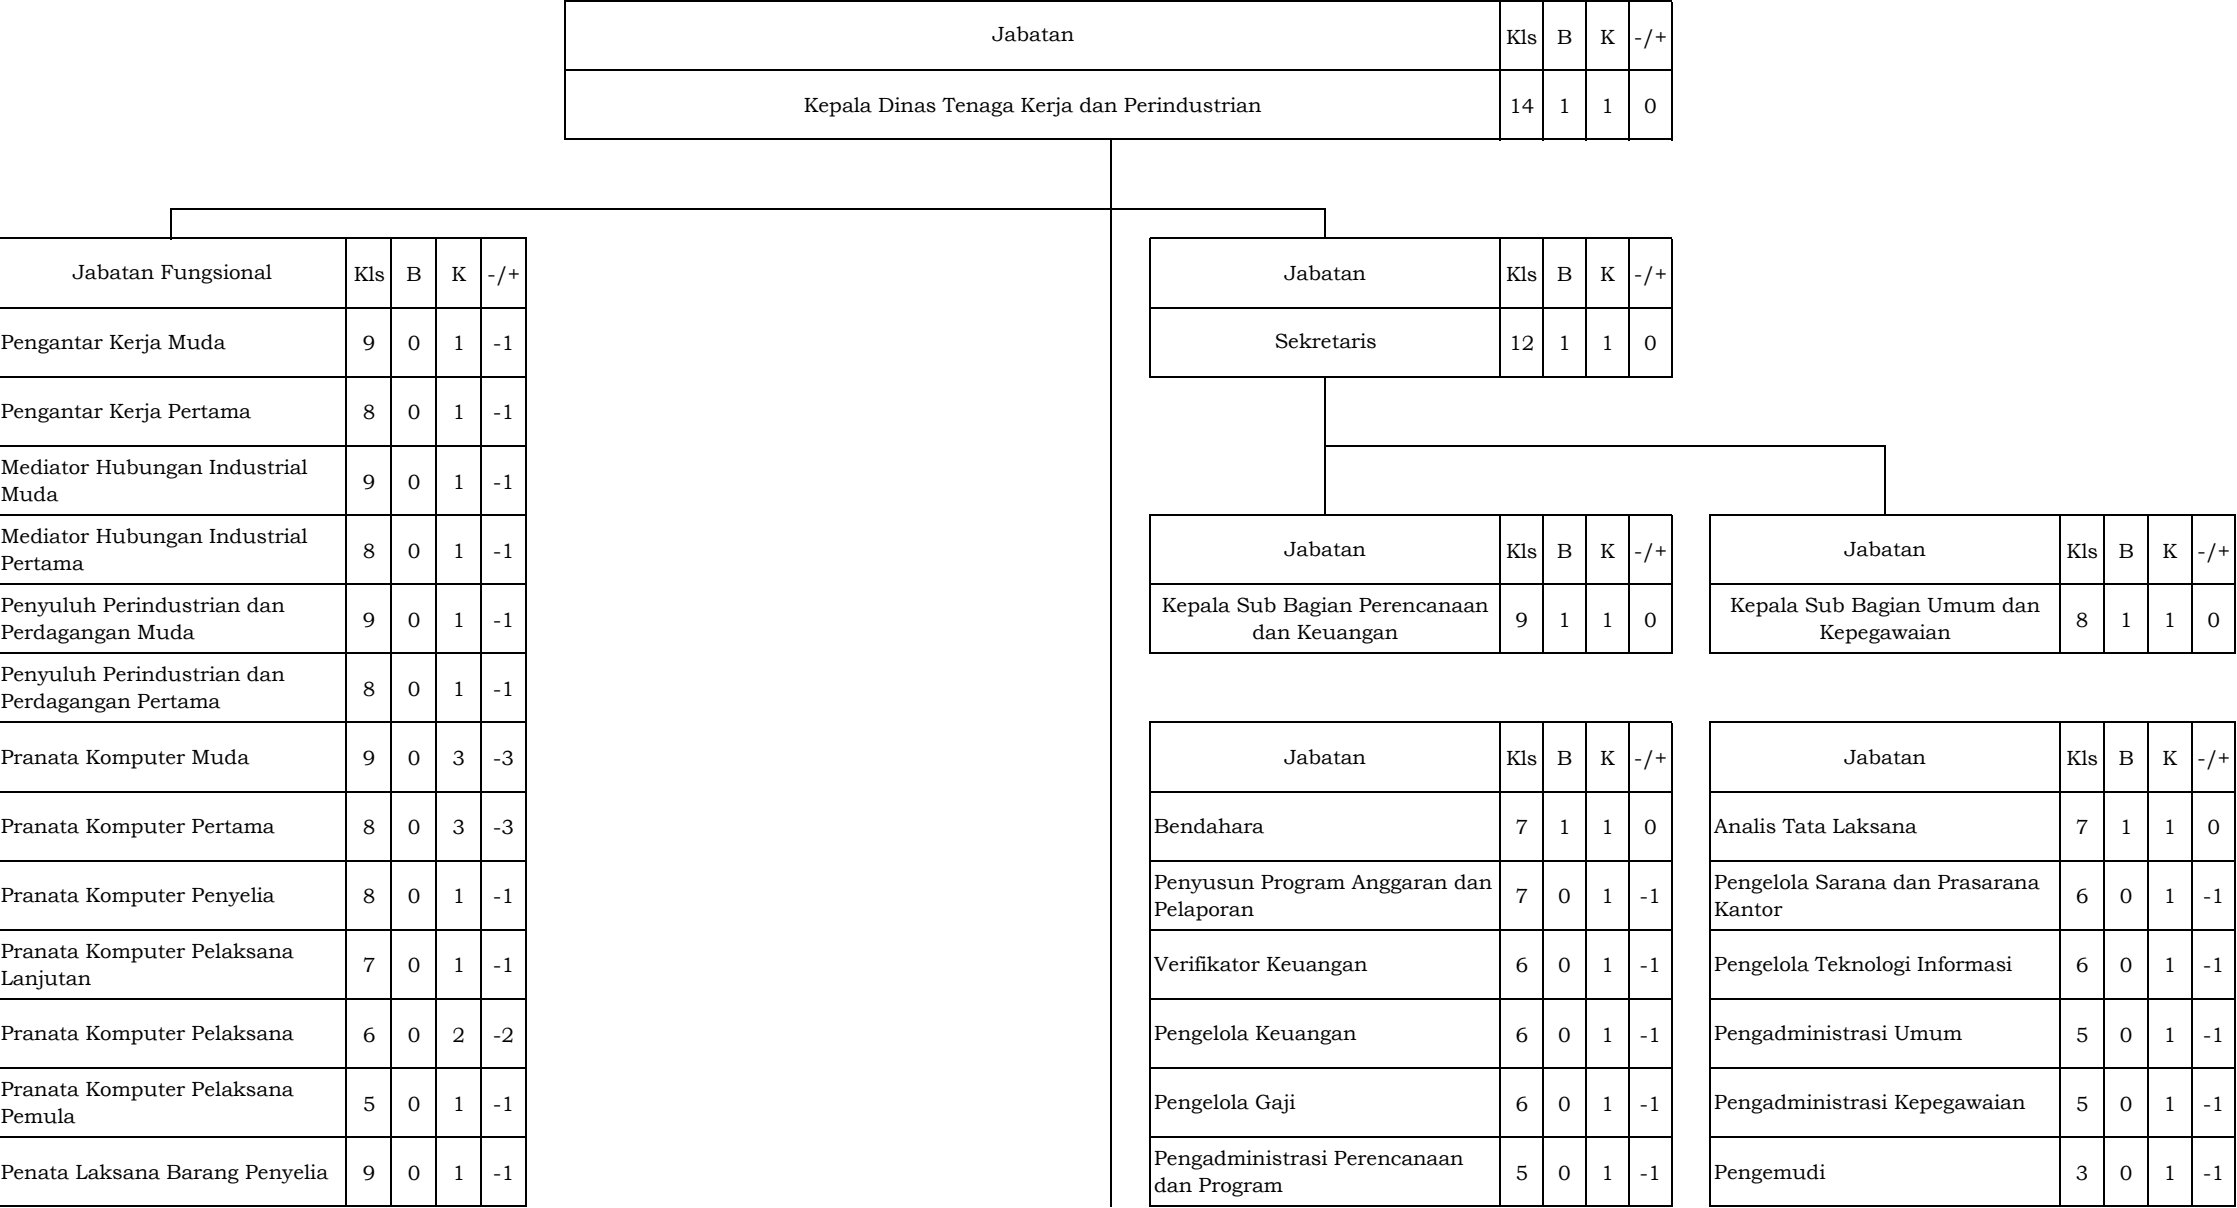 Jabatan Kls B K -/+
Kepala Dinas Tenaga Kerja dan Perindustrian 14 1 1 0
Jabatan Fungsional Kls B K -/+
Pengantar Kerja Muda 9 0 1 -1
Pengantar Kerja Pertama 8 0 1 -1
Mediator Hubungan Industrial
Muda 9 0 1 -1
Mediator Hubungan Industrial
Pertama 8 0 1 -1
Penyuluh Perindustrian dan
Perdagangan Muda 9 0 1 -1
Penyuluh Perindustrian dan
Perdagangan Pertama 8 0 1 -1
Pranata Komputer Muda 9 0 3 -3
Pranata Komputer Pertama 8 0 3 -3
Pranata Komputer Penyelia 8 0 1 -1
Pranata Komputer Pelaksana
Lanjutan 7 0 1 -1
Pranata Komputer Pelaksana 6 0 2 -2
Pranata Komputer Pelaksana
Pemula 5 0 1 -1
Penata Laksana Barang Penyelia 9 0 1 -1
Jabatan Kls B K -/+
Sekretaris 12 1 1 0
Jabatan Kls B K -/+
Kepala Sub Bagian Perencanaan
dan Keuangan 9 1 1 0
Jabatan Kls B K -/+
Kepala Sub Bagian Umum dan
Kepegawaian 8 1 1 0
Jabatan Kls B K -/+
Bendahara 7 1 1 0
Penyusun Program Anggaran dan
Pelaporan 7 0 1 -1
Verifikator Keuangan 6 0 1 -1
Pengelola Keuangan 6 0 1 -1
Pengelola Gaji 6 0 1 -1
Pengadministrasi Perencanaan
dan Program 5 0 1 -1
Jabatan Kls B K -/+
Analis Tata Laksana 7 1 1 0
Pengelola Sarana dan Prasarana
Kantor 6 0 1 -1
Pengelola Teknologi Informasi 6 0 1 -1
Pengadministrasi Umum 5 0 1 -1
Pengadministrasi Kepegawaian 5 0 1 -1
Pengemudi 3 0 1 -1